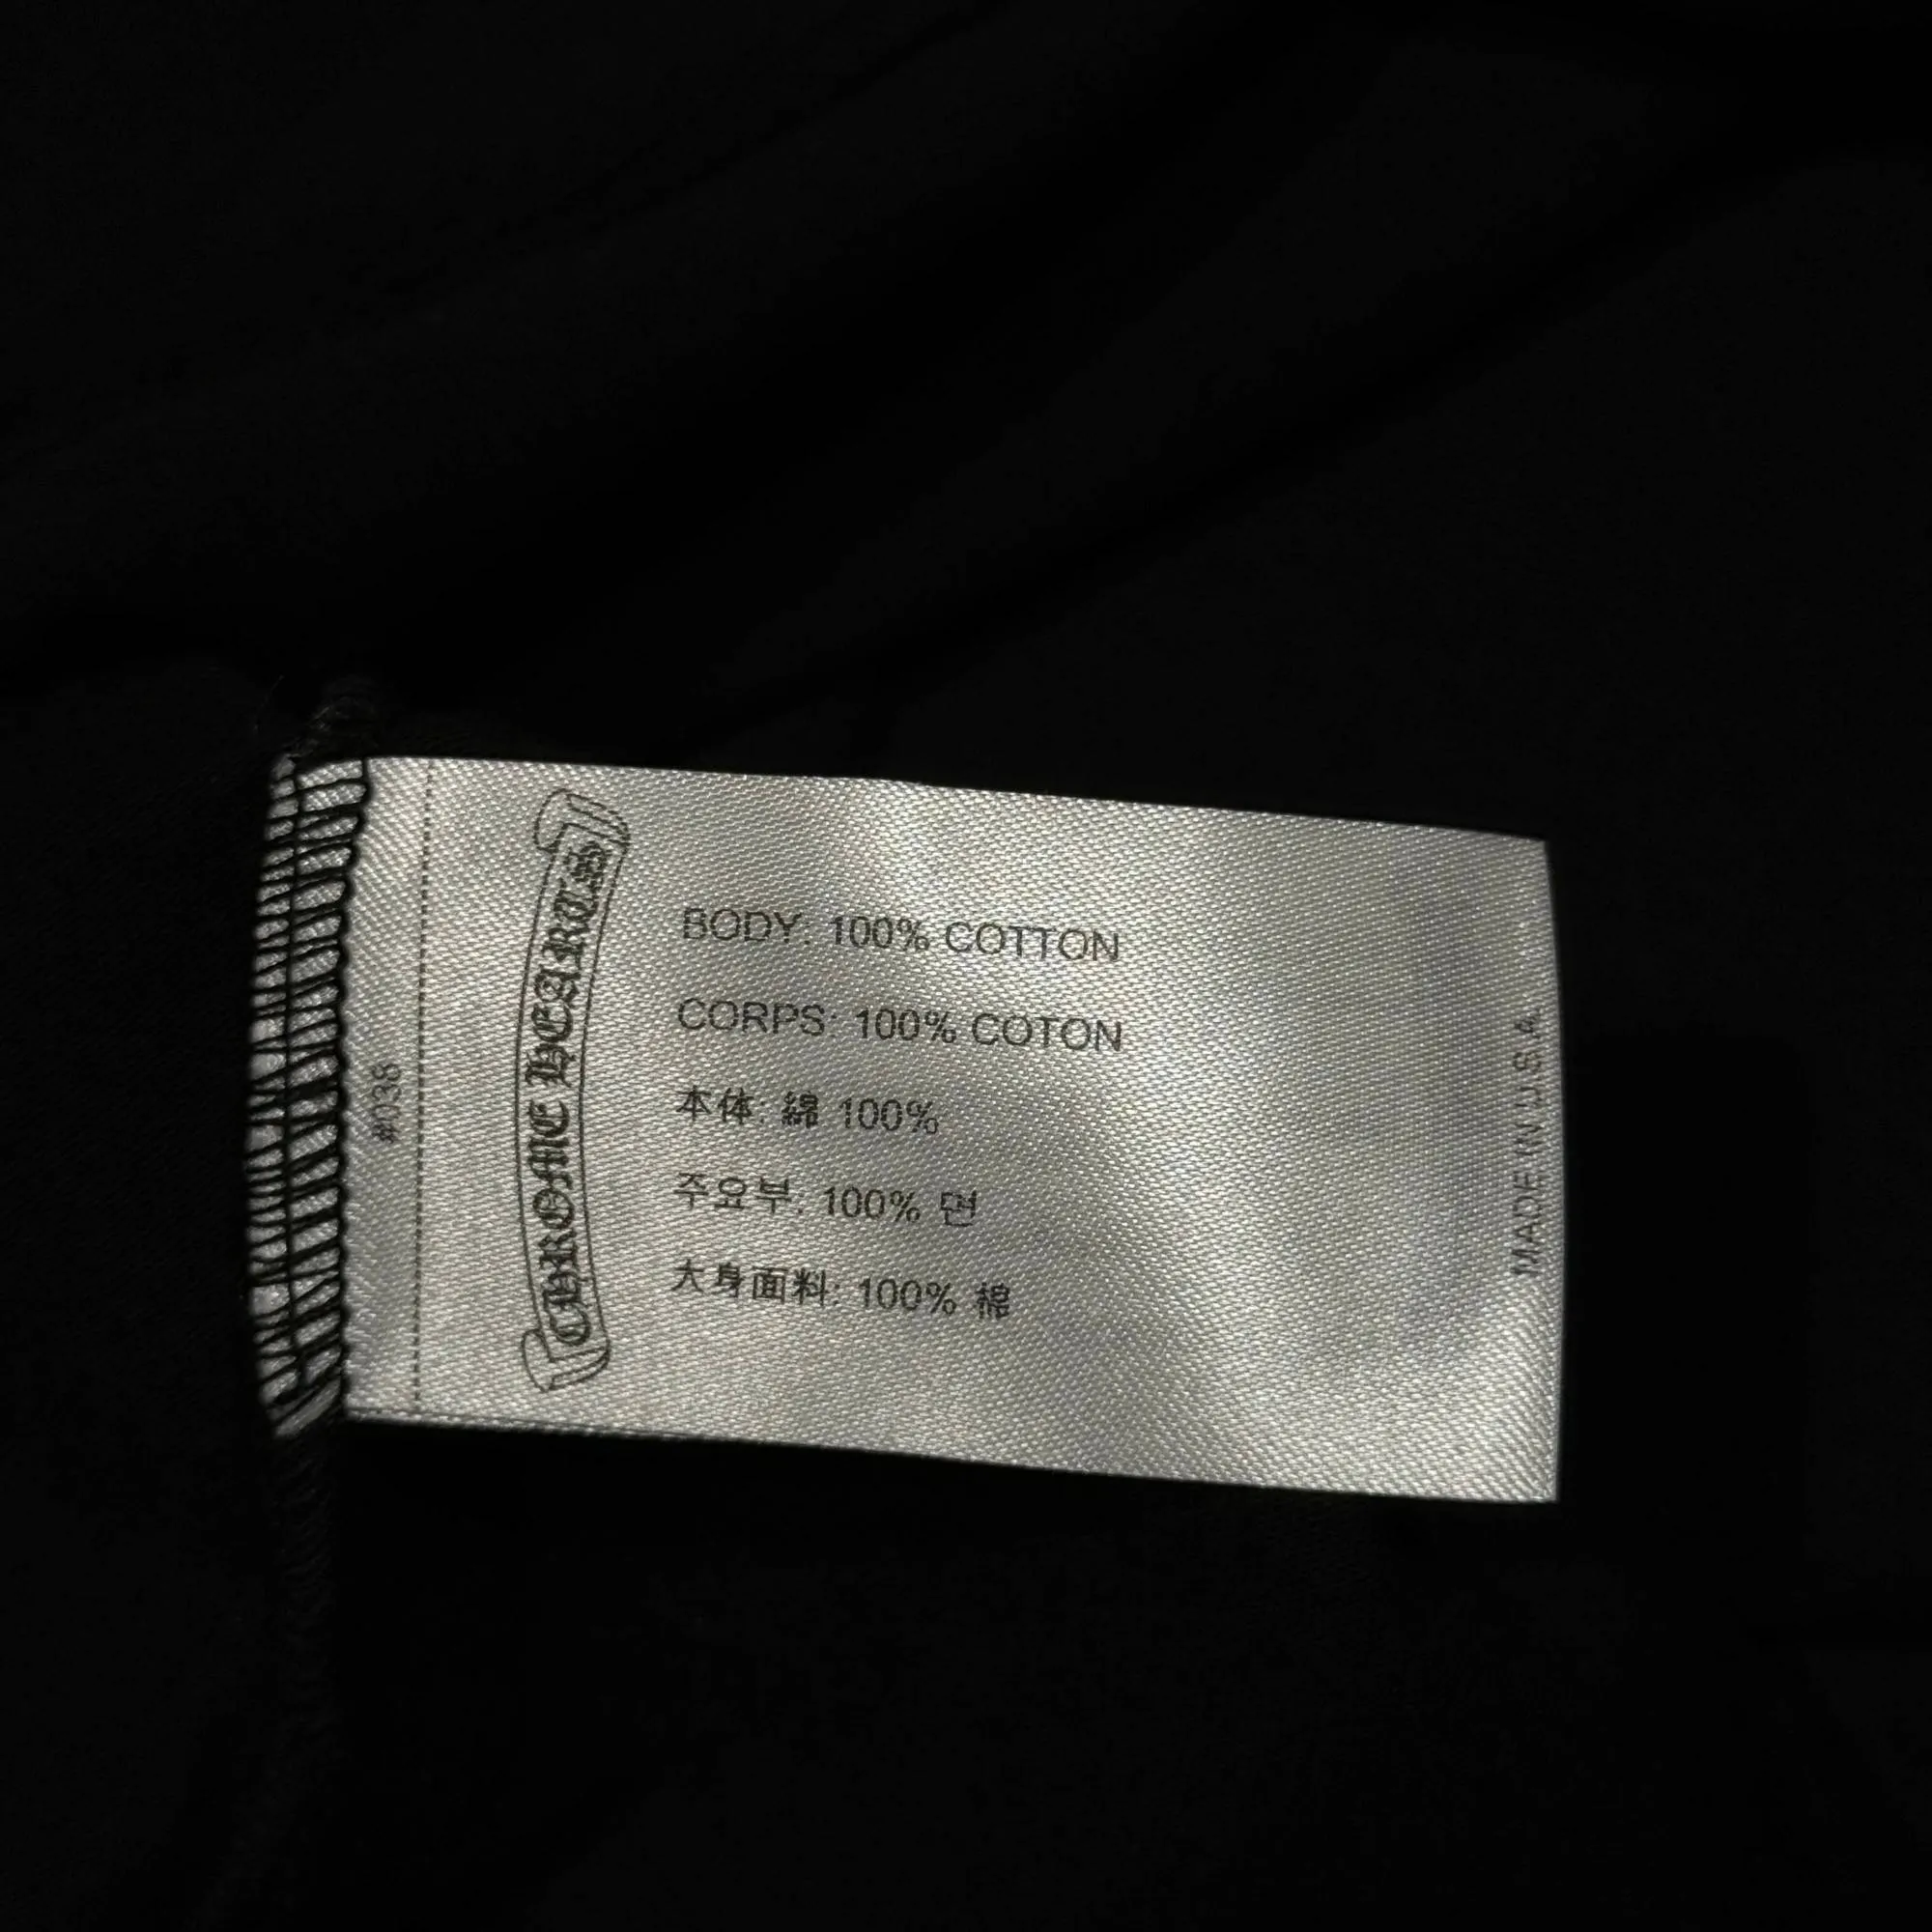 #038
CHROME HEARTS
BODY: 100% COTTON
CORPS: 100% COTON
本体: 綿 100%
주요부: 100% 면
大身面料: 100% 棉
MADE IN U.S.A.